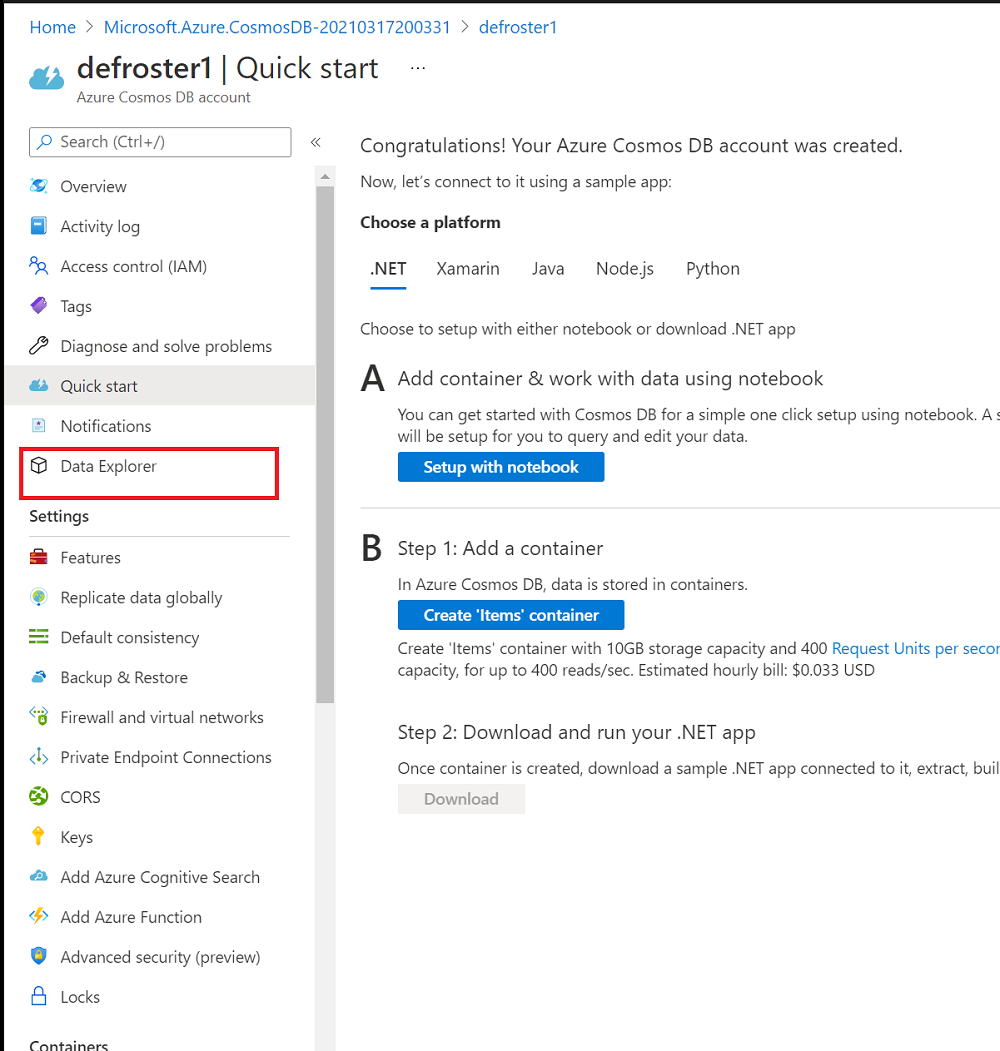 Home > Microsoft.Azure.CosmosDB-20210317200331 > defroster1
defroster1 | Quick start ...
Azure Cosmos DB account
Search (Ctrl+/) «
Overview
Activity log
Access control (IAM)
Tags
Diagnose and solve problems
Quick start
Notifications
Data Explorer
Settings
Features
Replicate data globally
Default consistency
Backup & Restore
Firewall and virtual networks
Private Endpoint Connections
CORS
Keys
Add Azure Cognitive Search
Add Azure Function
Advanced security (preview)
Locks
Containers
Congratulations! Your Azure Cosmos DB account was created.
Now, let's connect to it using a sample app:
Choose a platform
.NET Xamarin Java Node.js Python
Choose to setup with either notebook or download .NET app
A Add container & work with data using notebook
You can get started with Cosmos DB for a simple one click setup using notebook. A s
will be setup for you to query and edit your data.
Setup with notebook
B Step 1: Add a container
In Azure Cosmos DB, data is stored in containers.
Create 'Items' container
Create 'Items' container with 10GB storage capacity and 400 Request Units per secor
capacity, for up to 400 reads/sec. Estimated hourly bill: $0.033 USD
Step 2: Download and run your .NET app
Once container is created, download a sample .NET app connected to it, extract, buil
Download